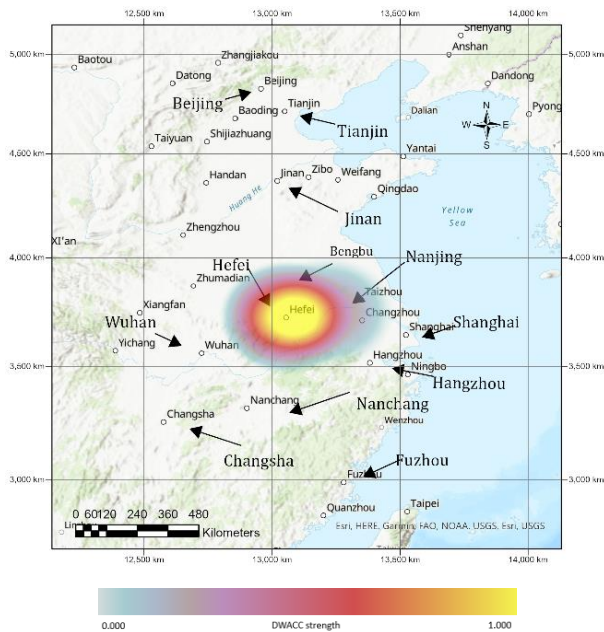 12,500 km 13,000 km 13,500 km 14,000 km
Shenyang
5,000 km 5,000 km
Baotou Zhangjiakou Anshan
Datong Beijing Dandong
Beijing Baoding Tianjin Dalian Pyong
Tianjin
N
W E
S
Taiyuan Shijiazhuang
4,500 km Yantai 4,500 km
Handan Jinan Zibo Weifang
Huang He Qingdao
Jinan Yellow
Sea
Zhengzhou
XI'an
4,000 km Bengbu Nanjing 4,000 km
Hefei
Zhumadian Taizhou
Xiangfan Hefei Changzhou
Wuhan Shanghai Shanghai
3,500 km Yichang Wuhan Hangzhou 3,500 km
Ningbo
Hangzhou
Nanchang Nanchang
Changsha Wenzhou
Changsha Fuzhou
3,000 km Fuzhou 3,000 km
Quanzhou Taipei
0 60120 240 360 480
Kilometers
Esri, HERE, Garmin, FAO, NOAA, USGS, Esri, USGS
12,500 km 13,000 km 13,500 km 14,000 km
0.000 DWACC strength 1.000